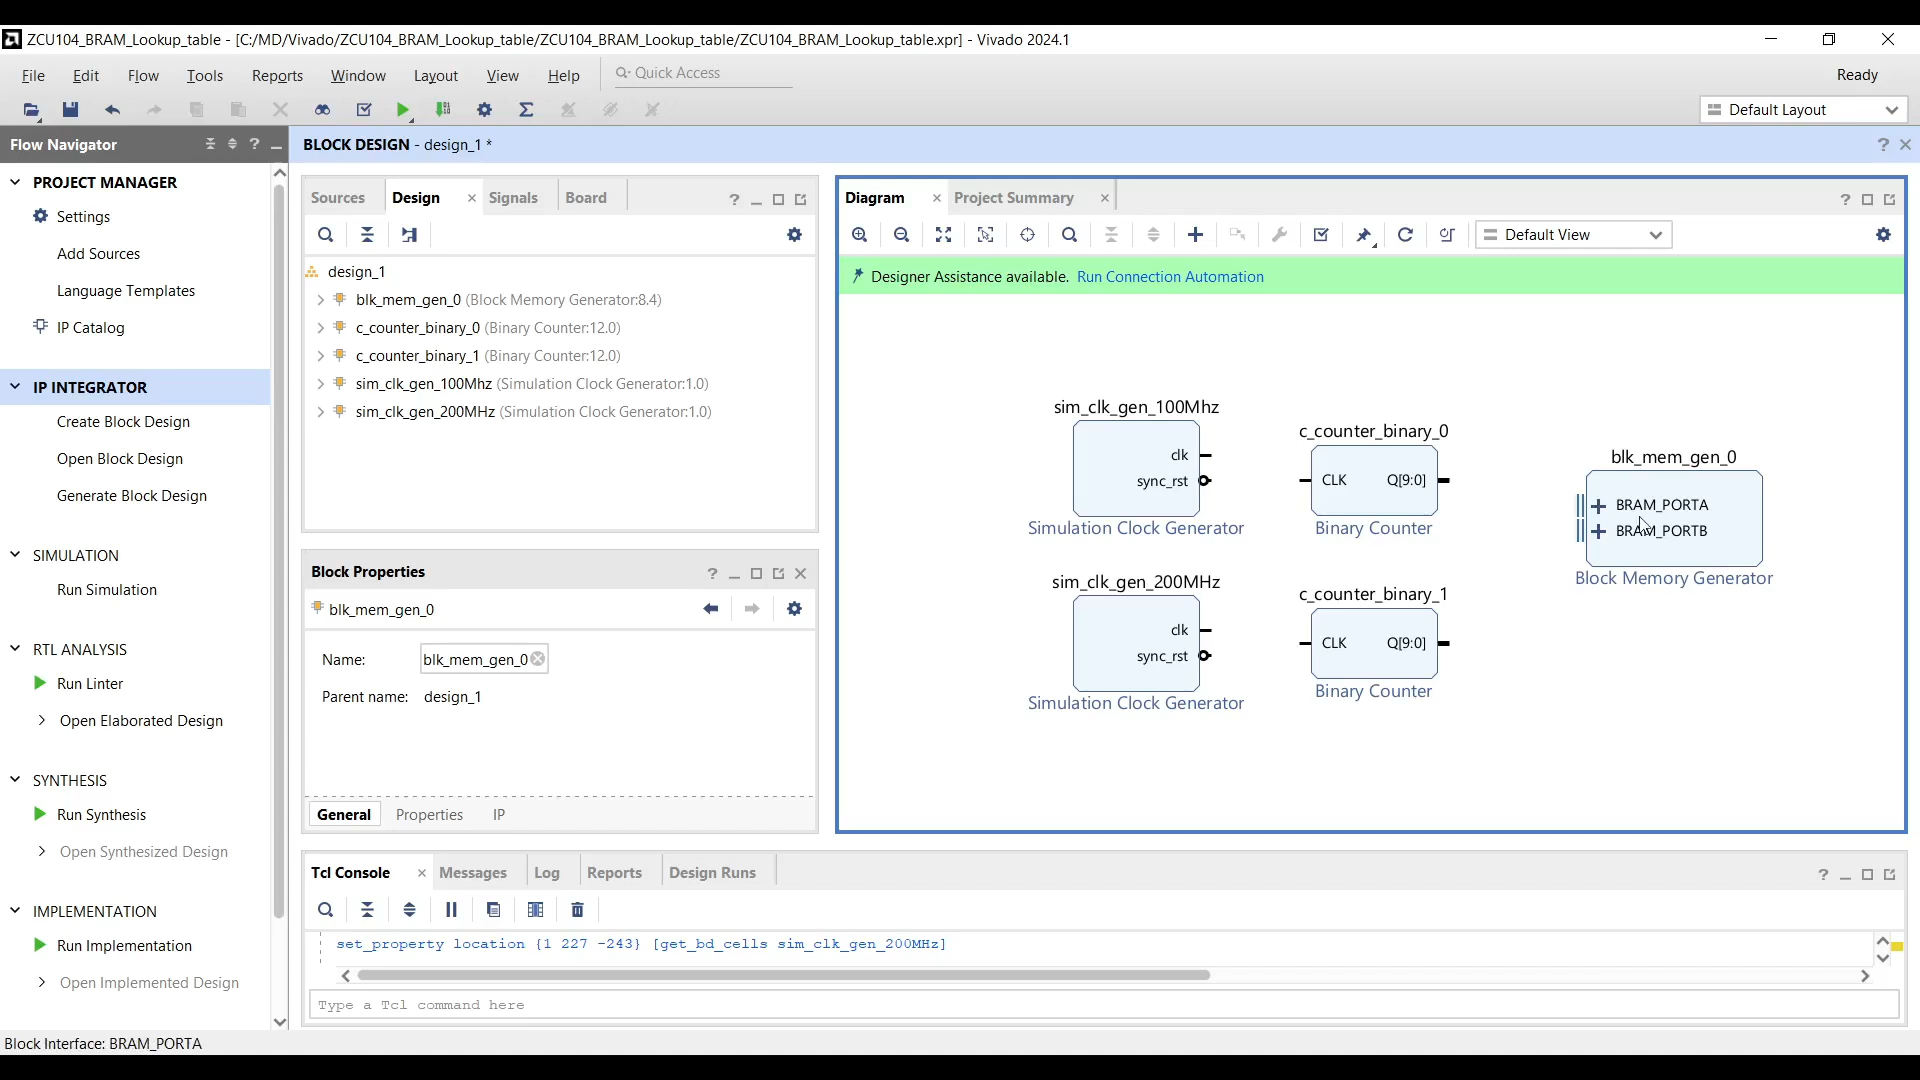 ZCU104_BRAM_Lookup_table - [C:/MD/Vivado/ZCU104_BRAM_Lookup_table/ZCU104_BRAM_Lookup_table/ZCU104_BRAM_Lookup_table.xpr] - Vivado 2024.1
File Edit Flow Tools Reports Window Layout View Help Quick Access Ready
Default Layout
Flow Navigator
PROJECT MANAGER
Settings
Add Sources
Language Templates
IP Catalog
IP INTEGRATOR
Create Block Design
Open Block Design
Generate Block Design
SIMULATION
Run Simulation
RTL ANALYSIS
Run Linter
Open Elaborated Design
SYNTHESIS
Run Synthesis
Open Synthesized Design
IMPLEMENTATION
Run Implementation
Open Implemented Design
BLOCK DESIGN - design_1 *
Sources Design Signals Board
design_1
blk_mem_gen_0 (Block Memory Generator:8.4)
c_counter_binary_0 (Binary Counter:12.0)
c_counter_binary_1 (Binary Counter:12.0)
sim_clk_gen_100Mhz (Simulation Clock Generator:1.0)
sim_clk_gen_200MHz (Simulation Clock Generator:1.0)
Block Properties
blk_mem_gen_0
Name: blk_mem_gen_0
Parent name: design_1
General Properties IP
Diagram Project Summary
Default View
Designer Assistance available. Run Connection Automation
sim_clk_gen_100Mhz
clk
sync_rst
Simulation Clock Generator
c_counter_binary_0
CLK Q[9:0]
Binary Counter
blk_mem_gen_0
BRAM_PORTA
BRAM_PORTB
Block Memory Generator
sim_clk_gen_200MHz
clk
sync_rst
Simulation Clock Generator
c_counter_binary_1
CLK Q[9:0]
Binary Counter
Tcl Console Messages Log Reports Design Runs
set_property location {1 227 -243} [get_bd_cells sim_clk_gen_200MHz]
Type a Tcl command here
Block Interface: BRAM_PORTA